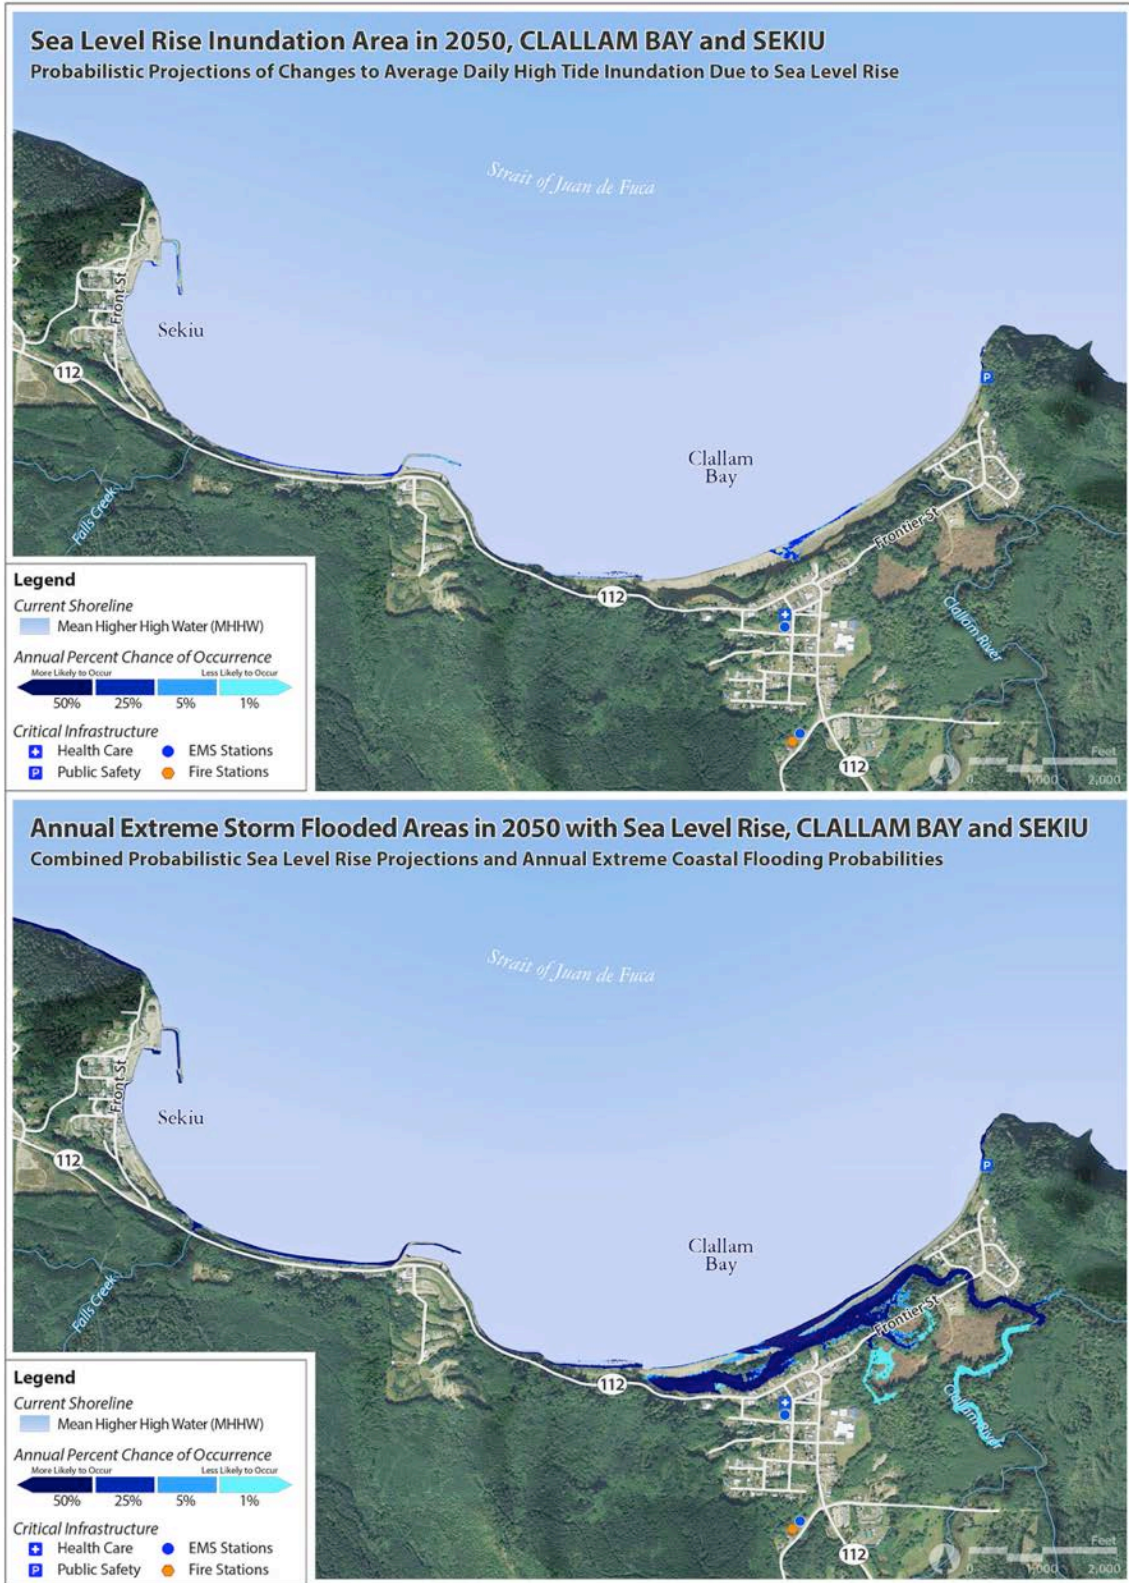 Sea Level Rise Inundation Area in 2050, CLALLAM BAY and SEKIU
Probabilistic Projections of Changes to Average Daily High Tide Inundation Due to Sea Level Rise
Strait of Juan de Fuca
Front St
Sekiu
112
P
Clallam
Bay
Falls Creek
Frontier St
112
Clallam River
Legend
Current Shoreline
Mean Higher High Water (MHHW)
Annual Percent Chance of Occurrence
More Likely to Occur Less Likely to Occur
50% 25% 5% 1%
Critical Infrastructure
Health Care EMS Stations
P Public Safety Fire Stations
112
Feet
0 1,000 2,000
Annual Extreme Storm Flooded Areas in 2050 with Sea Level Rise, CLALLAM BAY and SEKIU
Combined Probabilistic Sea Level Rise Projections and Annual Extreme Coastal Flooding Probabilities
Strait of Juan de Fuca
Front St
Sekiu
112
P
Clallam
Bay
Falls Creek
Frontier St
112
Clallam River
Legend
Current Shoreline
Mean Higher High Water (MHHW)
Annual Percent Chance of Occurrence
More Likely to Occur Less Likely to Occur
50% 25% 5% 1%
Critical Infrastructure
Health Care EMS Stations
P Public Safety Fire Stations
112
Feet
0 1,000 2,000